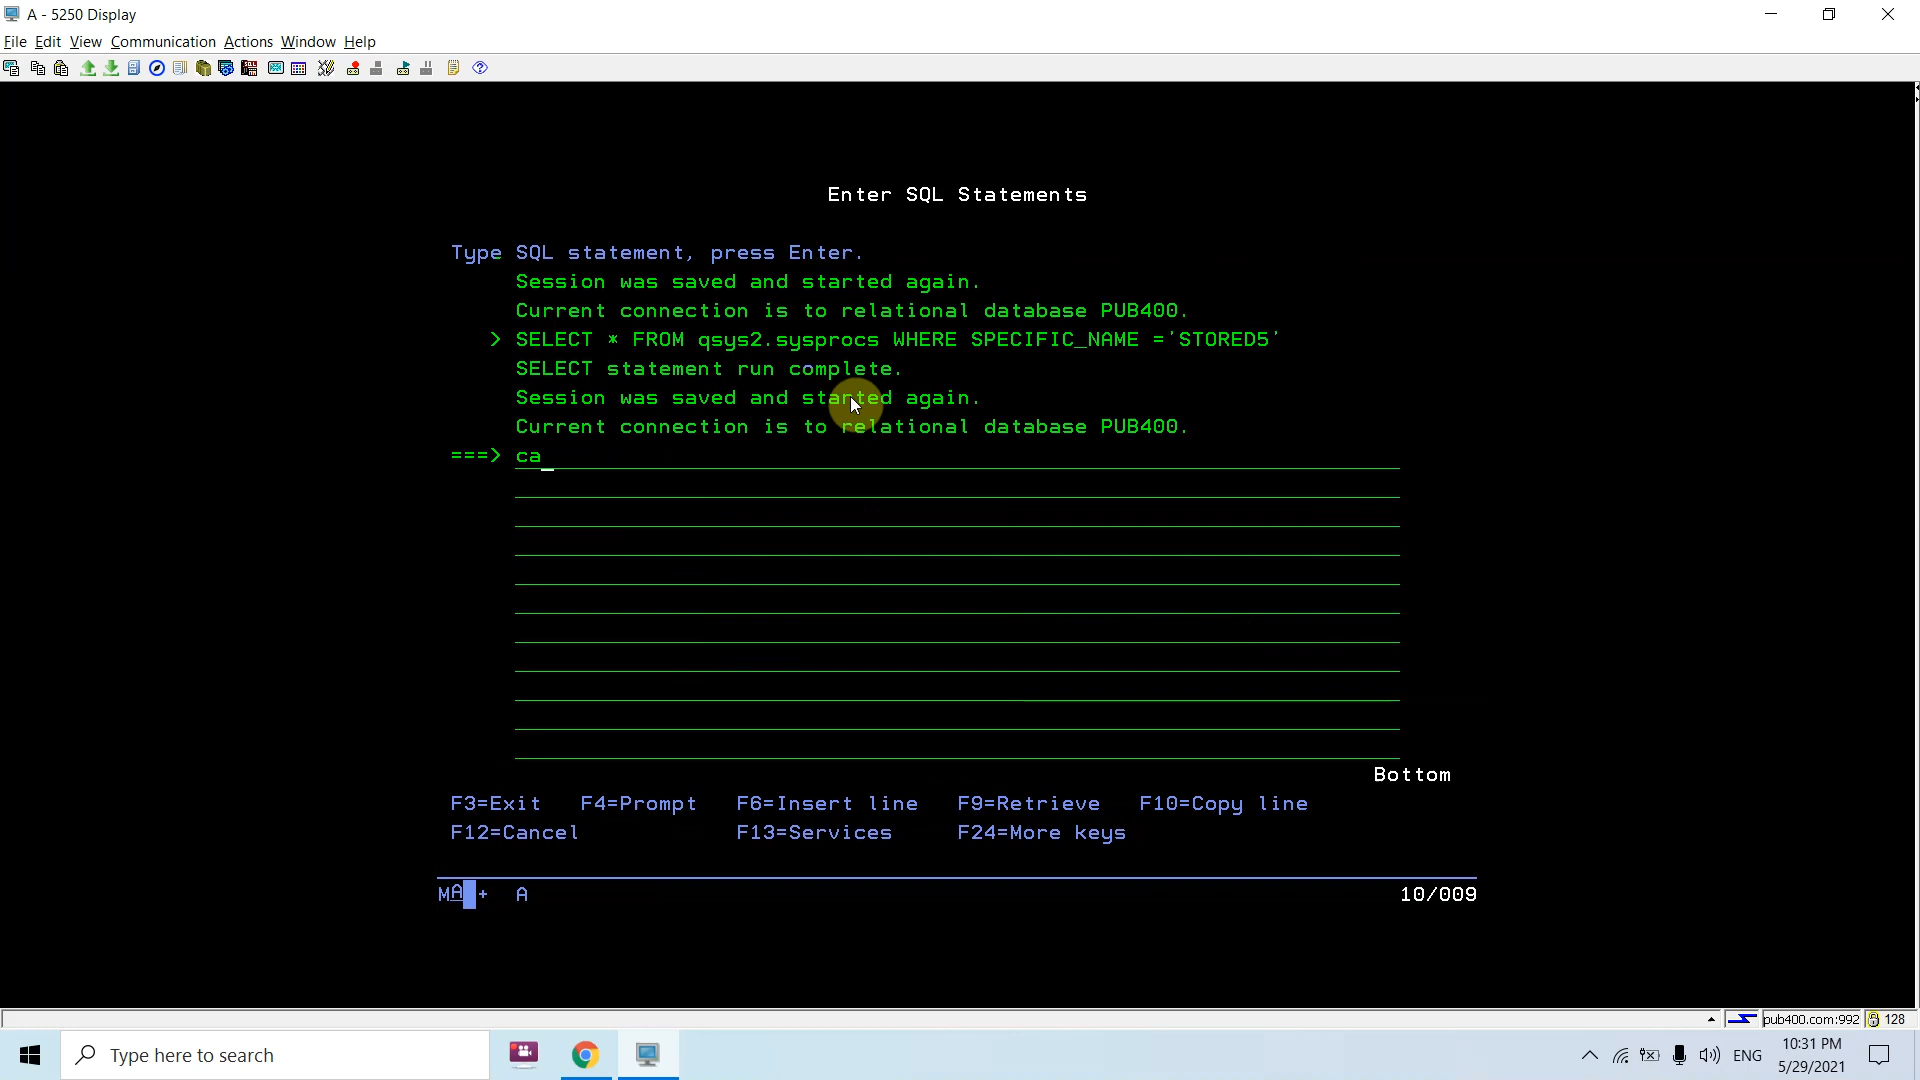 A - 5250 Display
File Edit View Communication Actions Window Help
Enter SQL Statements
Type SQL statement, press Enter.
Session was saved and started again.
Current connection is to relational database PUB400.
> SELECT * FROM qsys2.sysprocs WHERE SPECIFIC_NAME ='STORED5'
SELECT statement run complete.
Session was saved and started again.
Current connection is to relational database PUB400.
===> ca_
Bottom
F3=Exit F4=Prompt F6=Insert line F9=Retrieve F10=Copy line
F12=Cancel F13=Services F24=More keys
MA + A 10/009
pub400.com:992 128
Type here to search
ENG
10:31 PM
5/29/2021